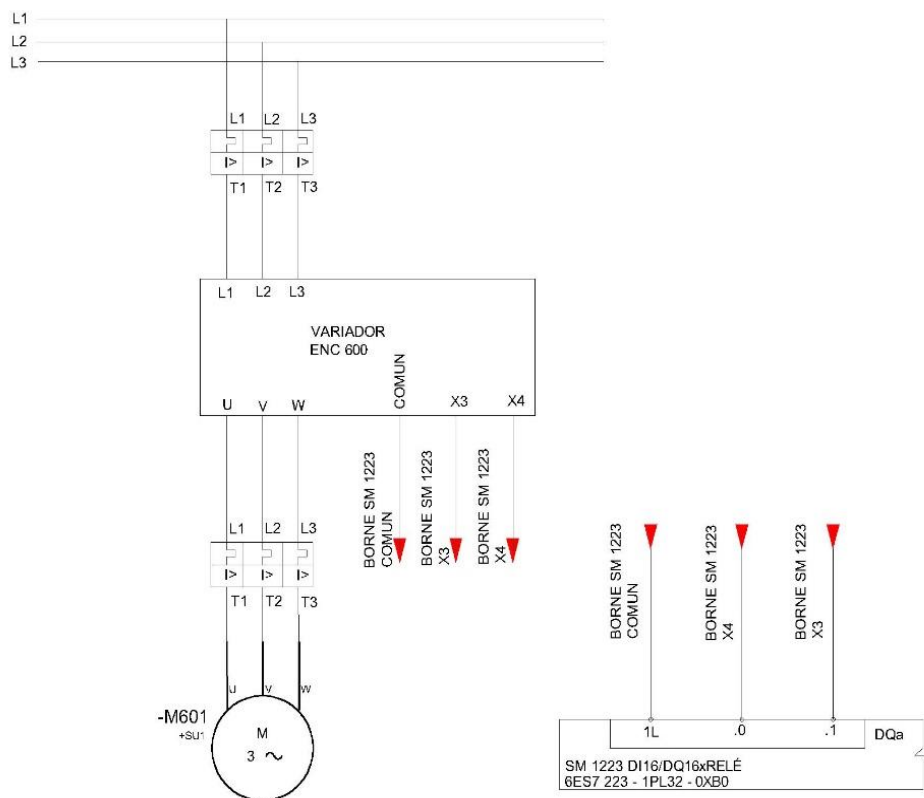 L1
L2
L3
L1 L2 L3
I> I> I>
T1 T2 T3
L1 L2 L3
VARIADOR
ENC 600
COMUN
X3
X4
U V W
BORNE SM 1223
COMUN
BORNE SM 1223
X3
BORNE SM 1223
X4
L1 L2 L3
I> I> I>
T1 T2 T3
u v w
-M601
+SU1
M
3 ~
BORNE SM 1223
COMUN
BORNE SM 1223
X4
BORNE SM 1223
X3
1L .0 .1 DQa
SM 1223 DI16/DQ16xRELÉ
6ES7 223 - 1PL32 - 0XB0